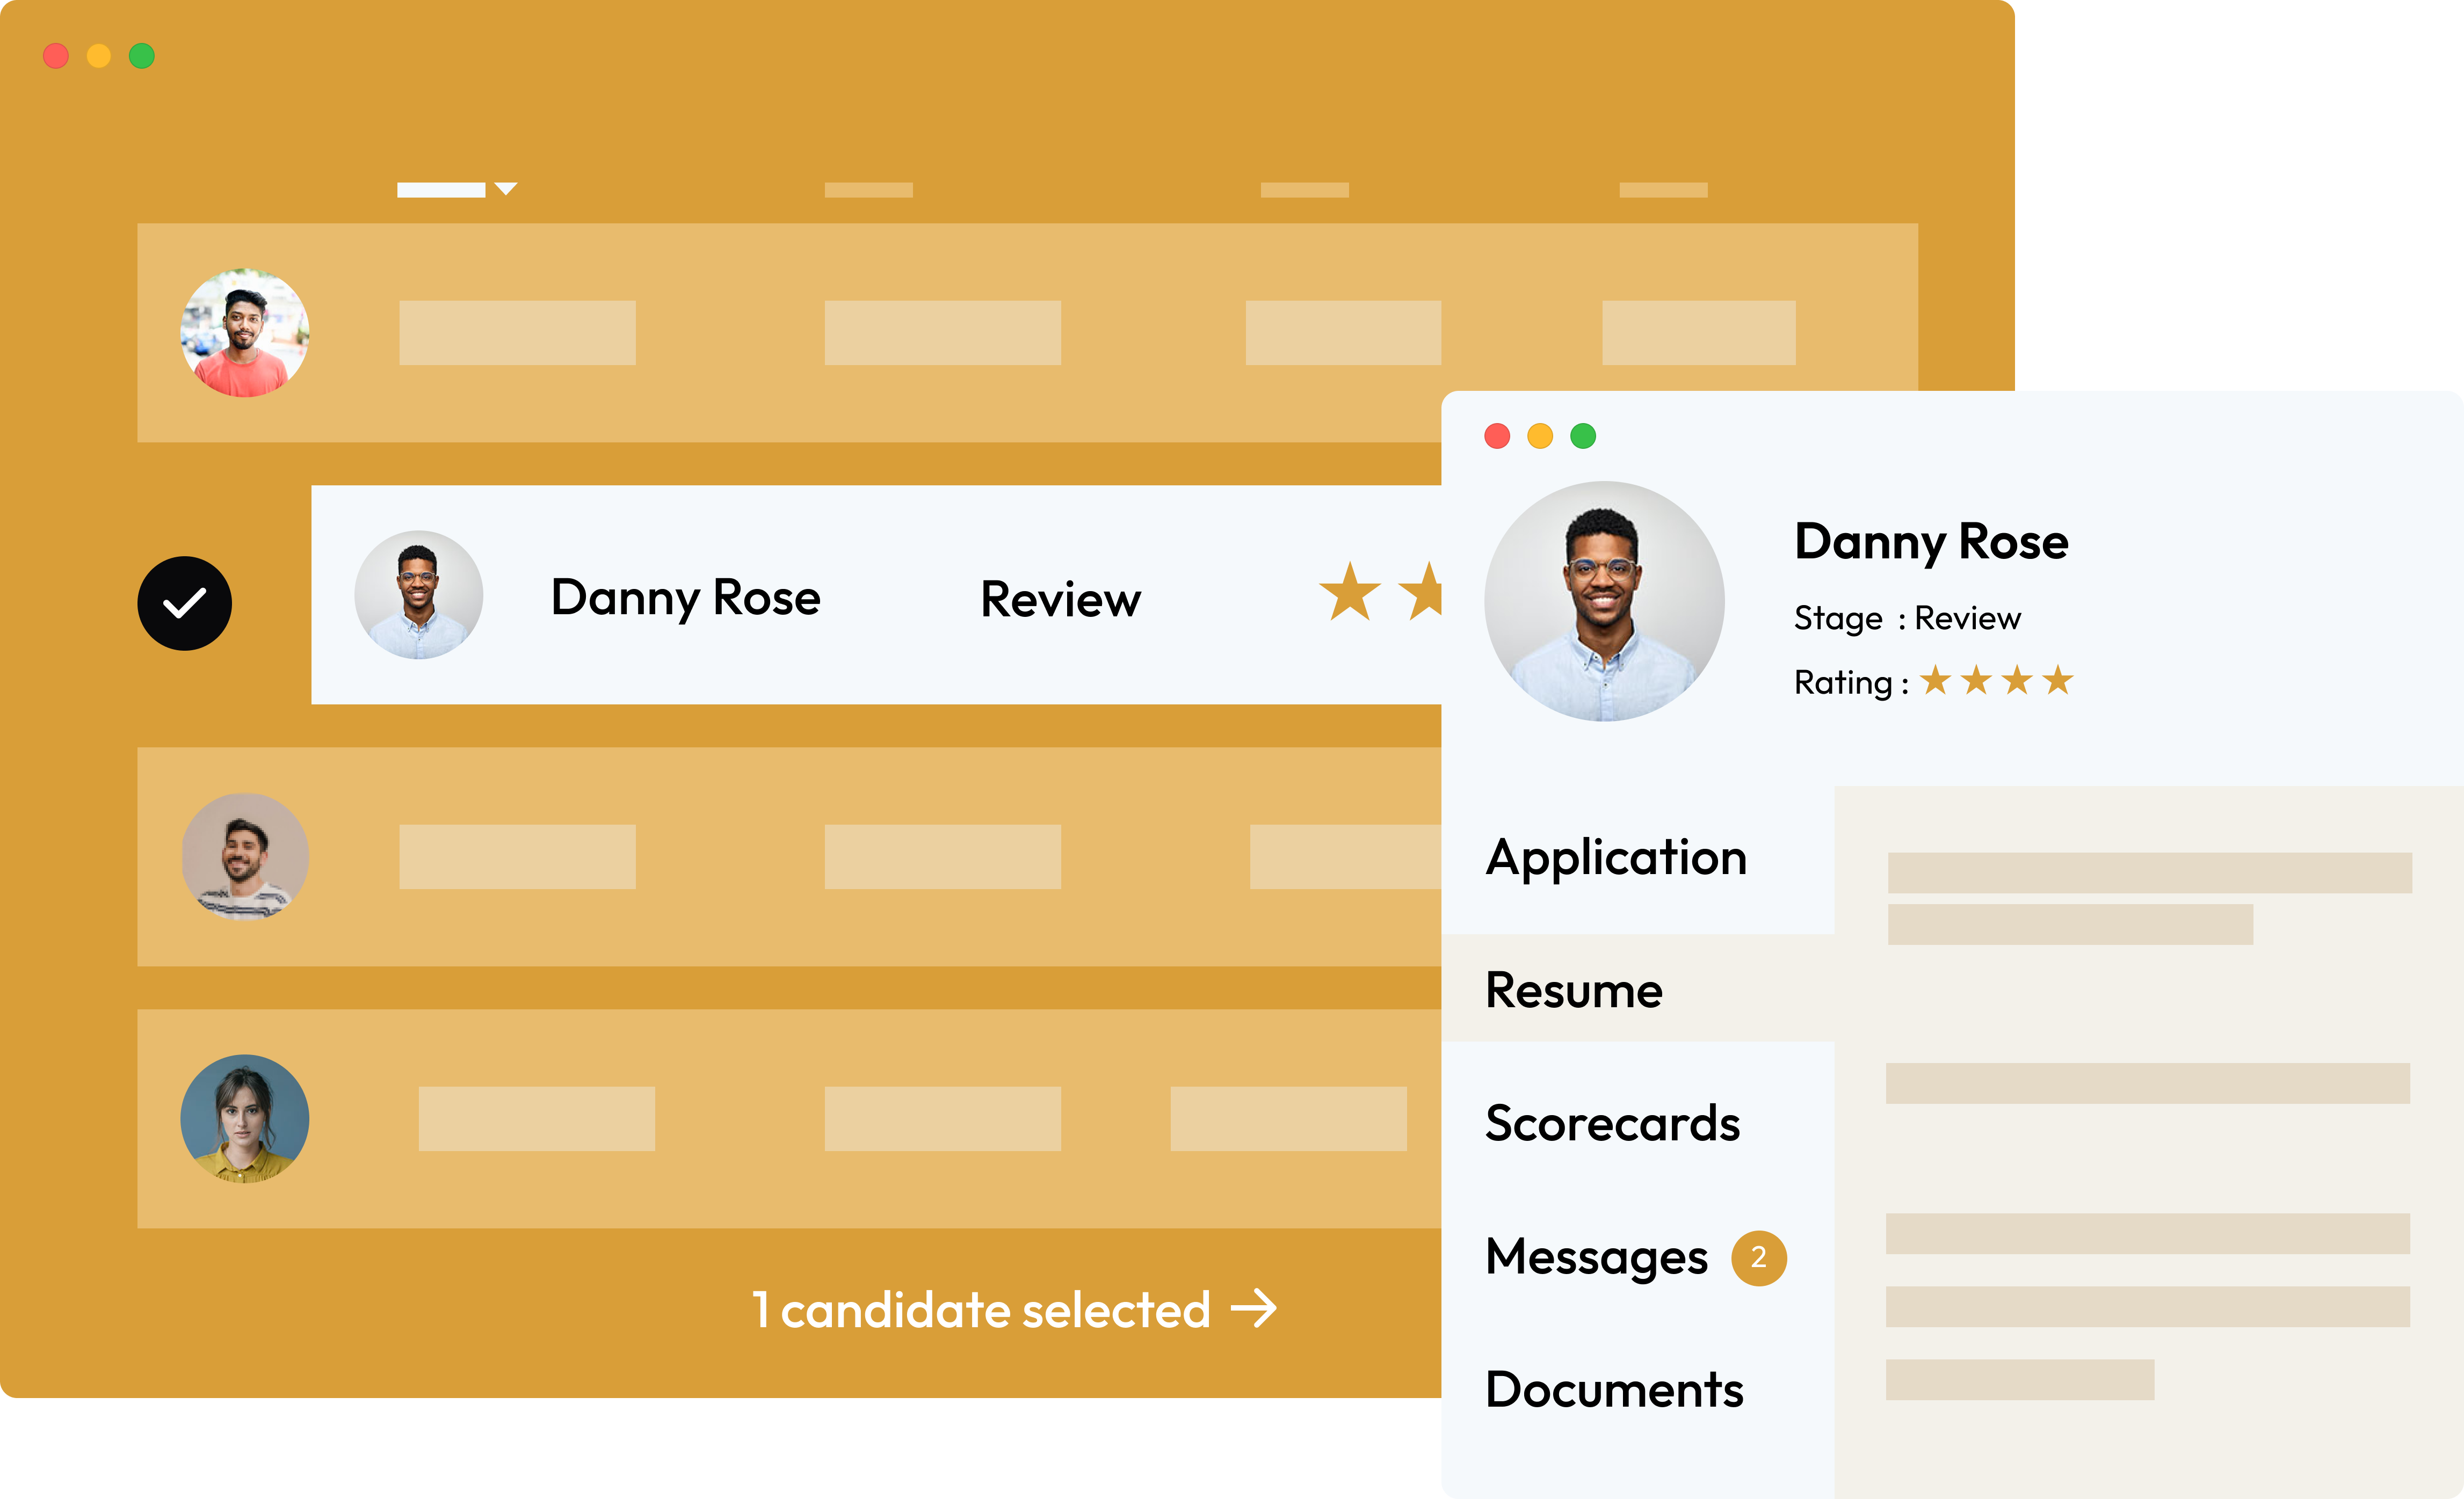 Danny Rose
Review
1 candidate selected
Danny Rose
Stage : Review
Rating :
Application
Resume
Scorecards
Messages 2
Documents